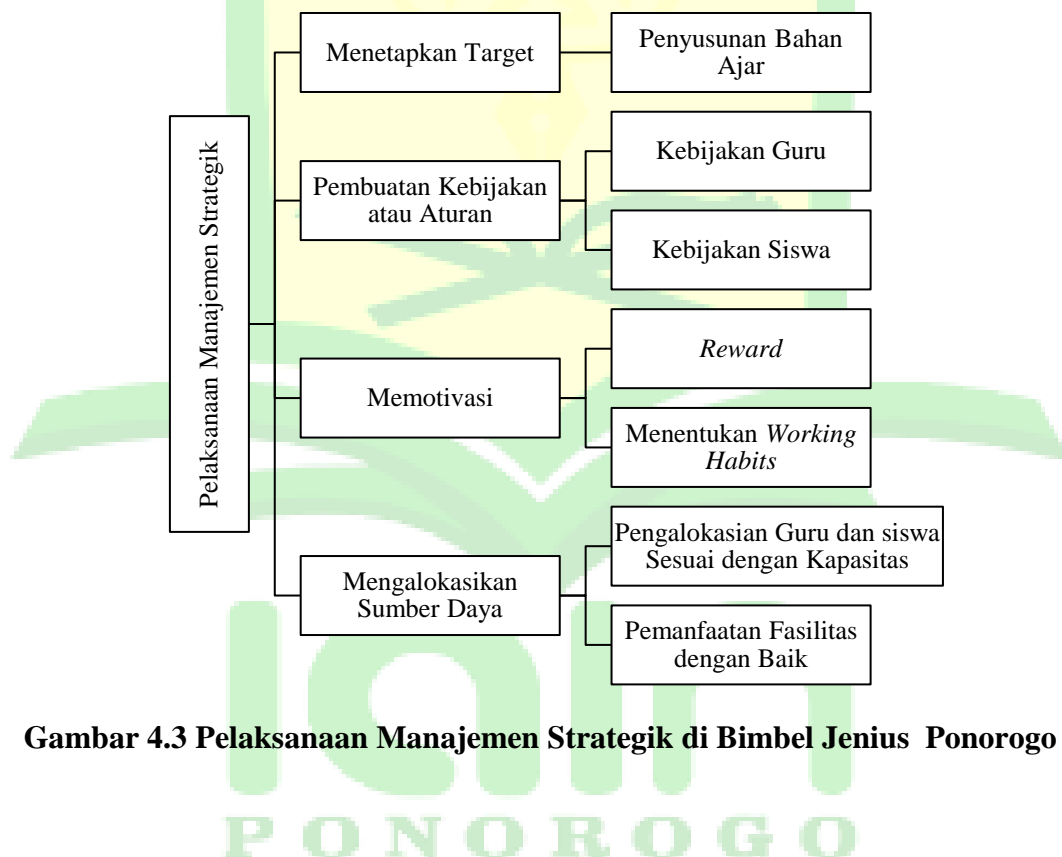 Pelaksanaan Manajemen Strategik
Menetapkan Target
Penyusunan Bahan
Ajar
Pembuatan Kebijakan
atau Aturan
Kebijakan Guru
Kebijakan Siswa
Memotivasi
Reward
Menentukan Working
Habits
Mengalokasikan
Sumber Daya
Pengalokasian Guru dan siswa
Sesuai dengan Kapasitas
Pemanfaatan Fasilitas
dengan Baik
Gambar 4.3 Pelaksanaan Manajemen Strategik di Bimbel Jenius Ponorogo
iain
PONOROGO